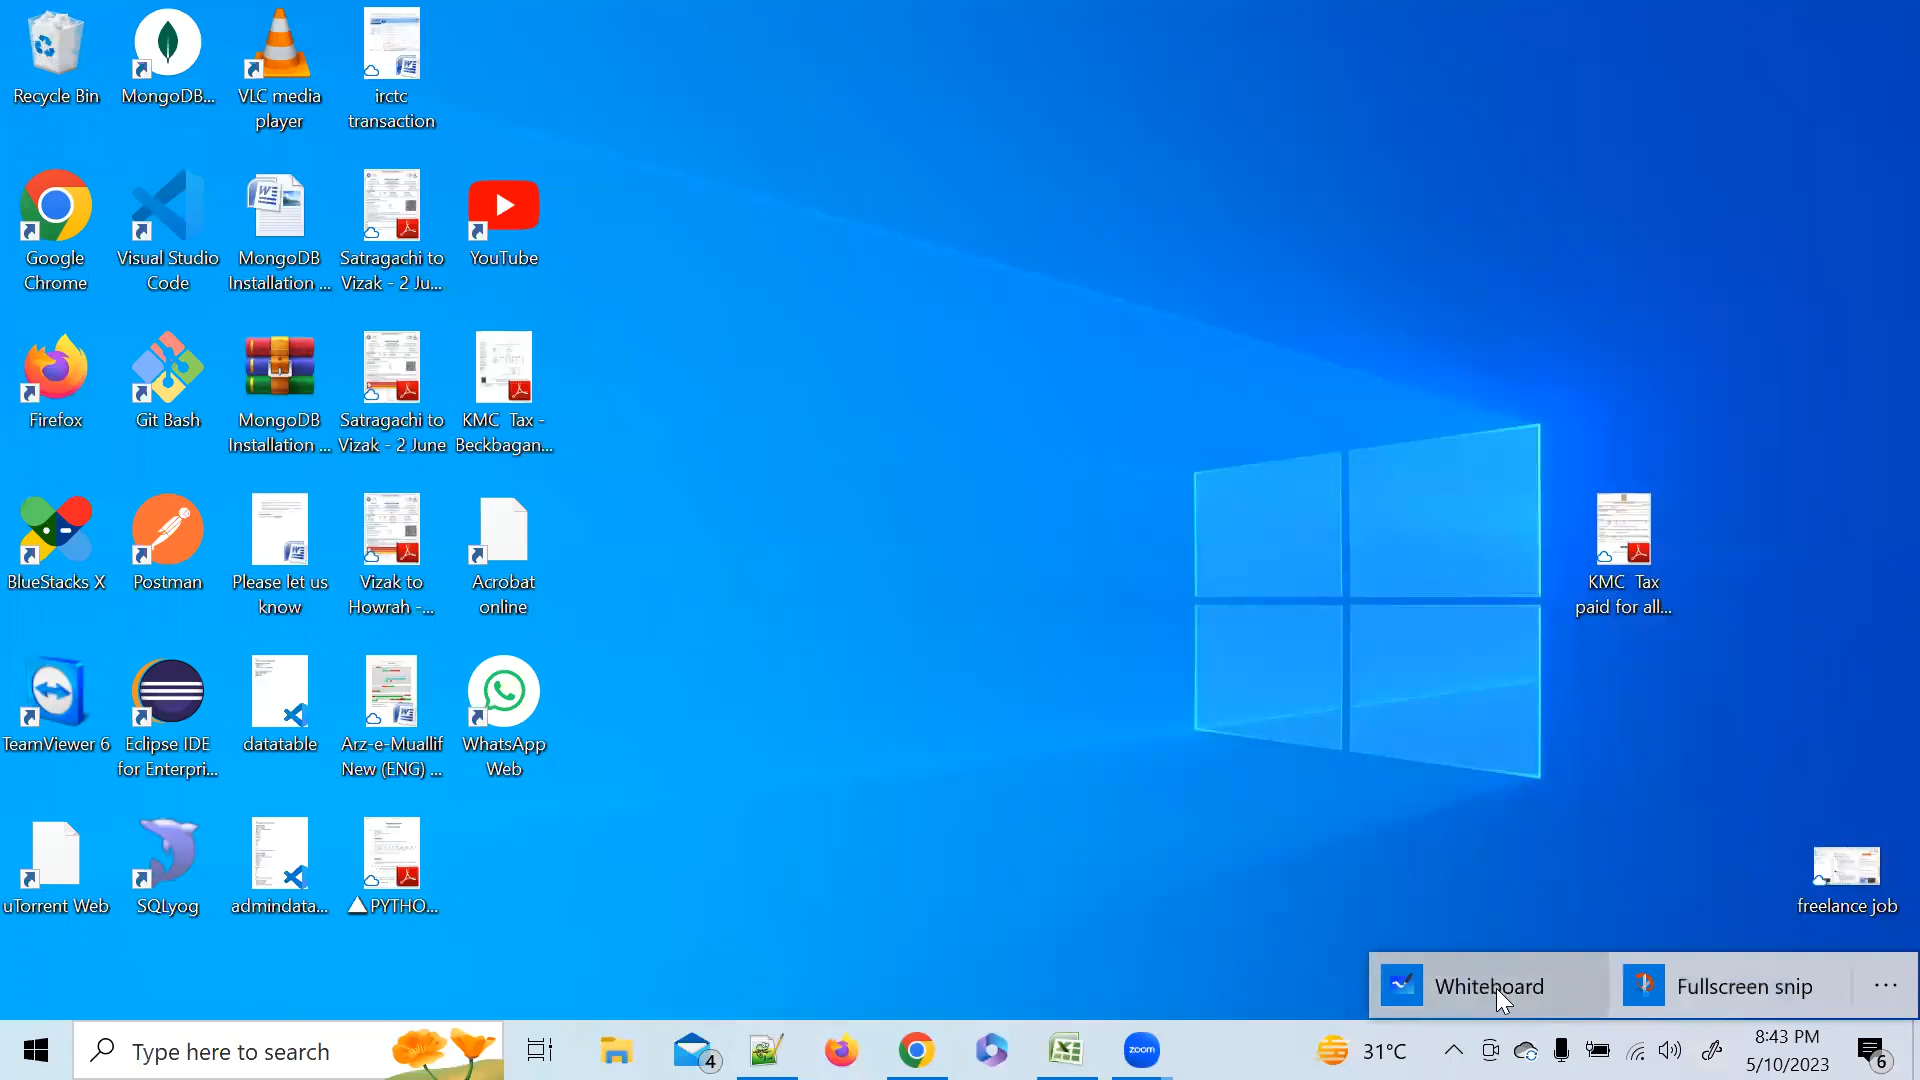 Recycle Bin
MongoDB...
VLC media
player
irctc
transaction
Google
Chrome
Visual Studio
Code
MongoDB
Installation ...
Satragachi to
Vizak - 2 Ju...
YouTube
Firefox
Git Bash
MongoDB
Installation ...
Satragachi to
Vizak - 2 June
KMC Tax -
Beckbagan...
BlueStacks X
Postman
Please let us
know
Vizak to
Howrah -...
Acrobat
online
KMC Tax
paid for all...
TeamViewer 6
Eclipse IDE
for Enterpri...
datatable
Arz-e-Muallif
New (ENG) ...
WhatsApp
Web
uTorrent Web
SQLyog
admindata...
PYTHO...
freelance job
Whiteboard
Fullscreen snip
Type here to search
4
zoom
31°C
8:43 PM
5/10/2023
6